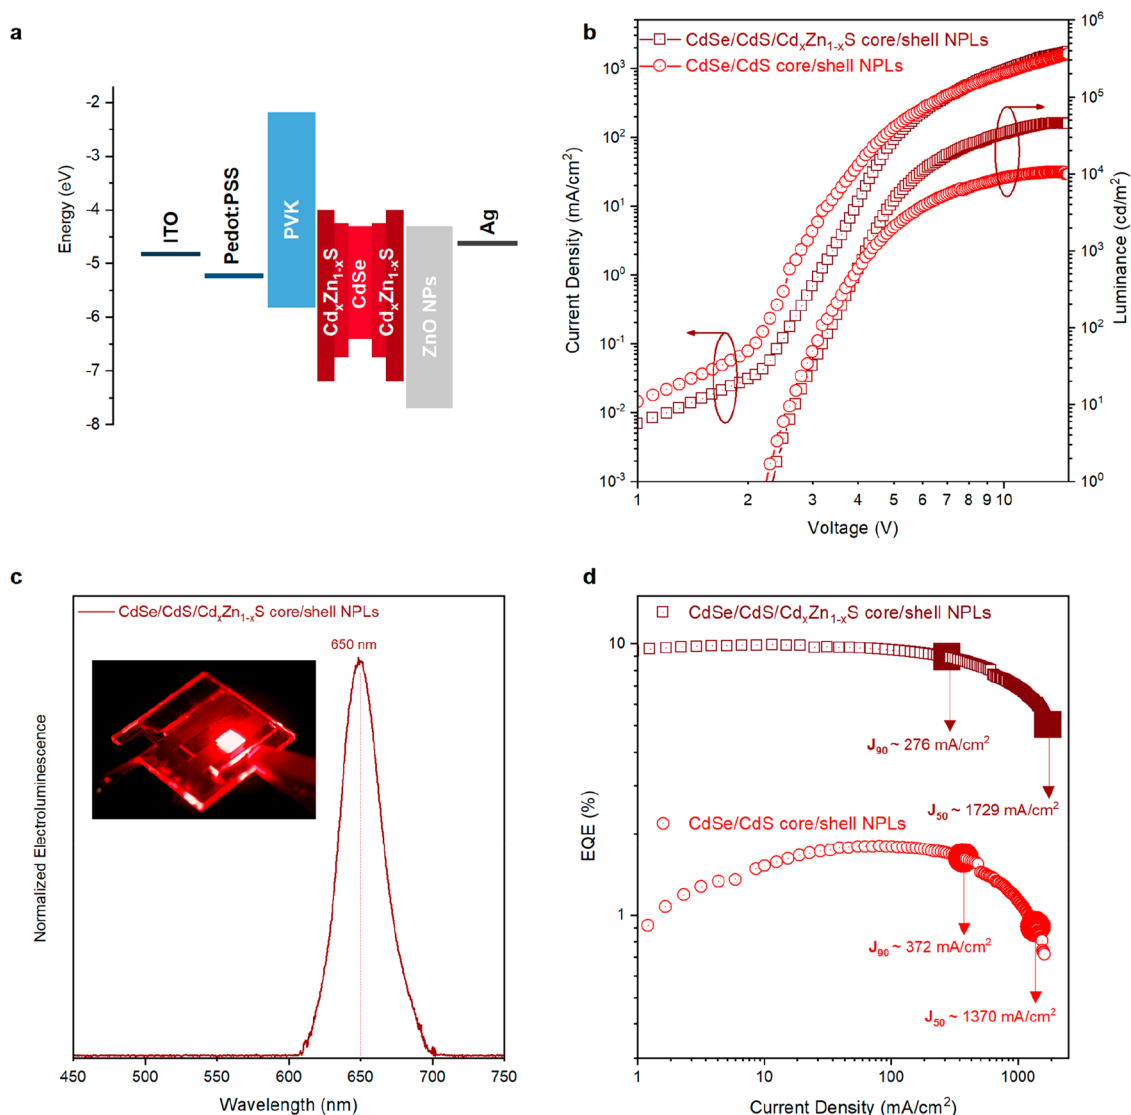 a
Energy (eV)
-2
-3
-4
-5
-6
-7
-8
ITO
Pedot:PSS
PVK
CdxZn1-xS
CdSe
CdxZn1-xS
ZnO NPs
Ag
b
CdSe/CdS/CdxZn1-xS core/shell NPLs
CdSe/CdS core/shell NPLs
Current Density (mA/cm²)
10³
10²
10¹
10⁰
10⁻¹
10⁻²
10⁻³
Luminance (cd/m²)
10⁶
10⁵
10⁴
10³
10²
10¹
10⁰
1 2 3 4 5 6 7 8 9 10
Voltage (V)
c
CdSe/CdS/CdxZn1-xS core/shell NPLs
650 nm
Normalized Electroluminescence
450 500 550 600 650 700 750
Wavelength (nm)
d
CdSe/CdS/CdxZn1-xS core/shell NPLs
J90 ~ 276 mA/cm²
J50 ~ 1729 mA/cm²
CdSe/CdS core/shell NPLs
J90 ~ 372 mA/cm²
J50 ~ 1370 mA/cm²
EQE (%)
10
1
1 10 100 1000
Current Density (mA/cm²)